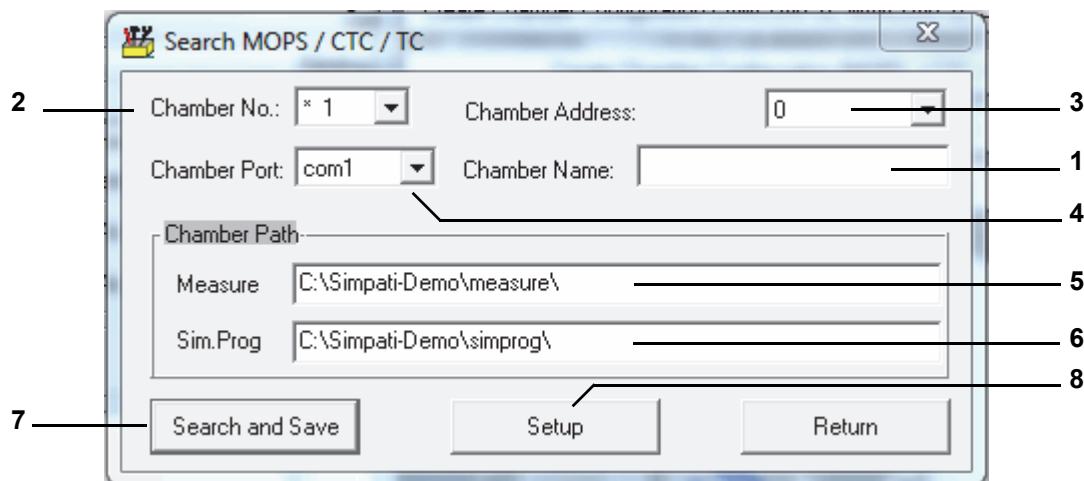 Search MOPS / CTC / TC
2 Chamber No.: * 1 Chamber Address: 0 3
Chamber Port: com1 Chamber Name: 1
4
Chamber Path
Measure C:\Simpati-Demo\measure\ 5
Sim.Prog C:\Simpati-Demo\simprog\ 6
8
7 Search and Save Setup Return